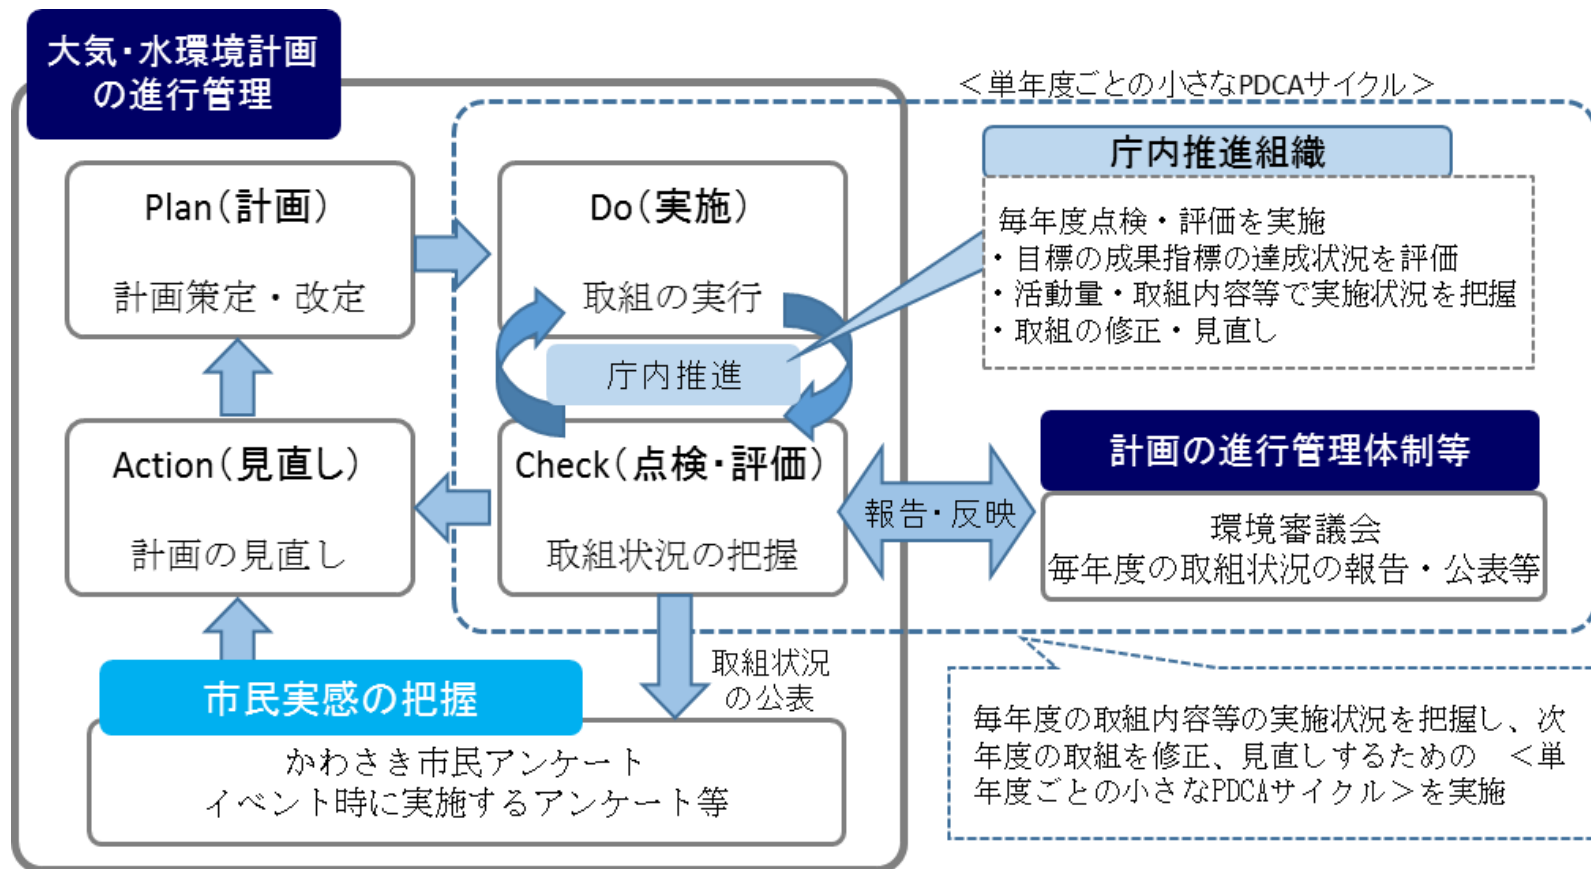 大気・水環境計画
の進行管理
＜単年度ごとの小さなPDCAサイクル＞
Plan（計画）
計画策定・改定
Do（実施）
取組の実行
庁内推進組織
毎年度点検・評価を実施
・目標の成果指標の達成状況を評価
・活動量・取組内容等で実施状況を把握
・取組の修正・見直し
庁内推進
Action（見直し）
計画の見直し
Check（点検・評価）
取組状況の把握
報告・反映
計画の進行管理体制等
環境審議会
毎年度の取組状況の報告・公表等
取組状況
の公表
市民実感の把握
かわさき市民アンケート
イベント時に実施するアンケート等
毎年度の取組内容等の実施状況を把握し、次
年度の取組を修正、見直しするための　＜単
年度ごとの小さなPDCAサイクル＞を実施